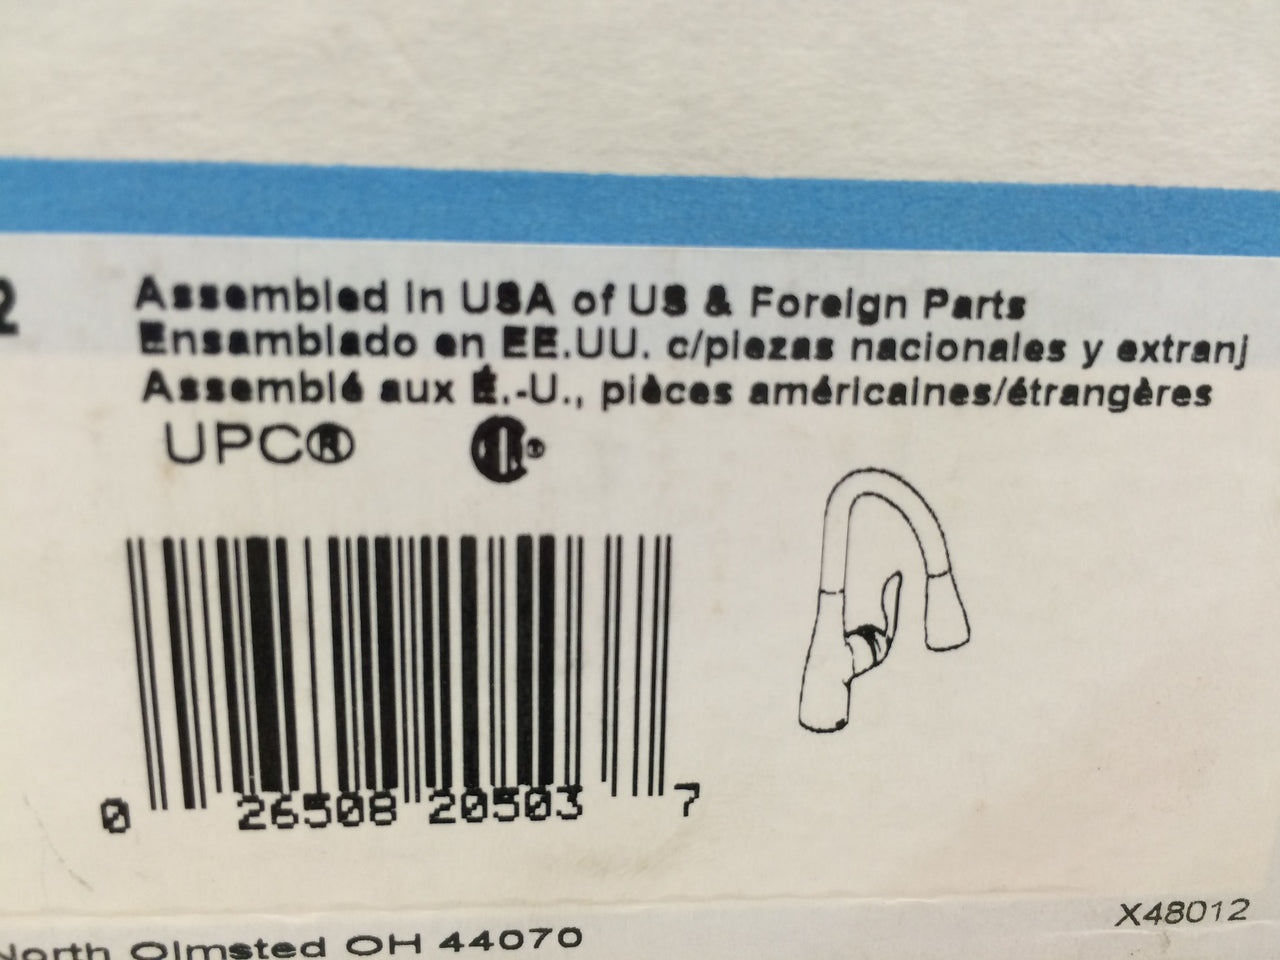 2 Assembled in USA of US & Foreign Parts
Ensamblado en EE.UU. c/piezas nacionales y extranj
Assemblé aux É.-U., pièces américaines/étrangères
UPC®
0 26508 20503 7
X48012
North Olmsted OH 44070